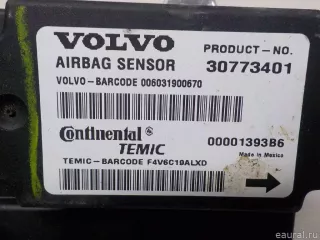 VOLVO PRODUCT-NO.
AIRBAG SENSOR 30773401
VOLVO-BARCODE 006031900670
Continental 00001393B6
TEMIC Made in Mexico
TEMIC-BARCODE F4V6C19ALXD
eaural.ru